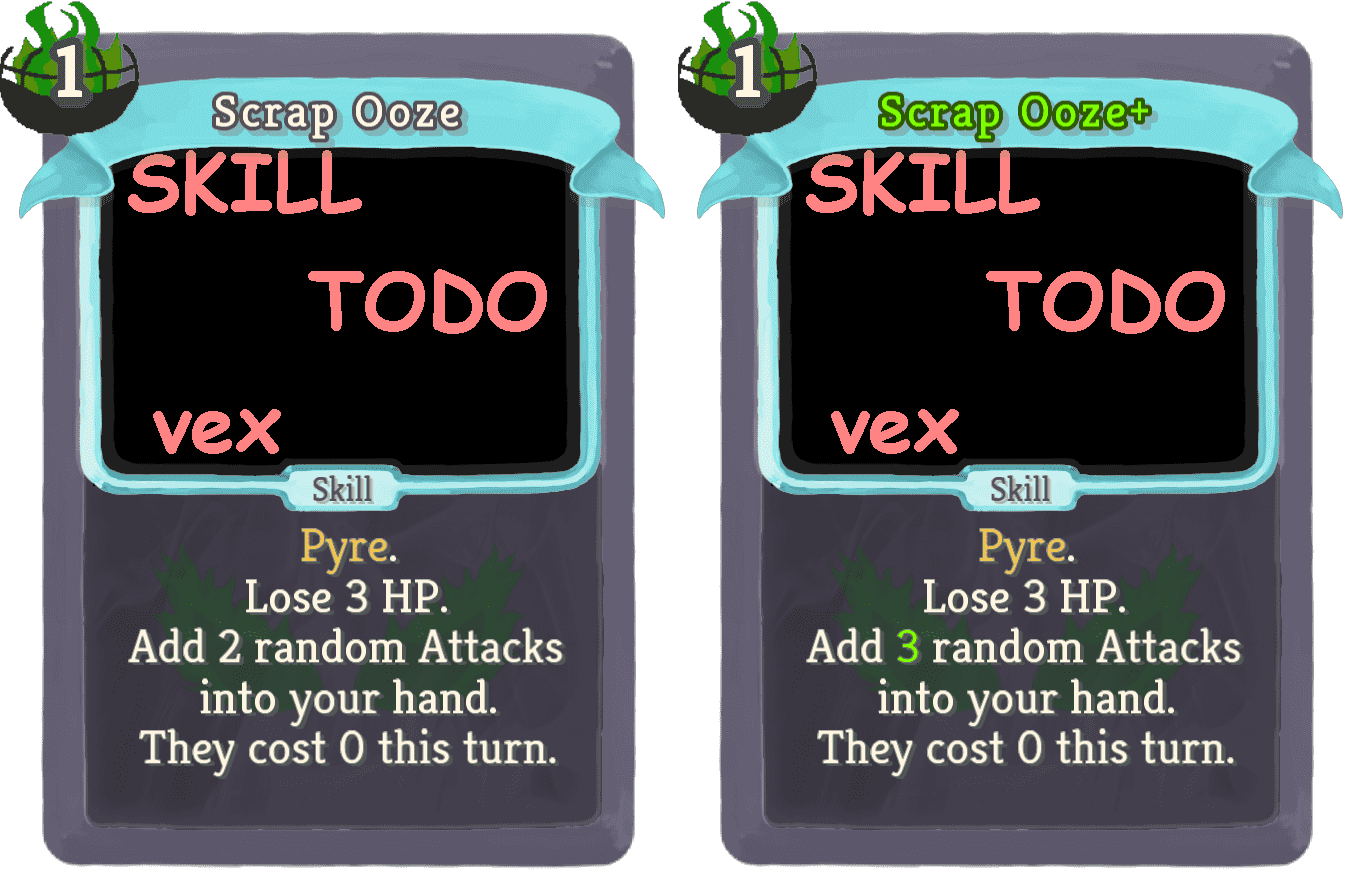 1
Scrap Ooze
SKILL
TODO
vex
Skill
Pyre.
Lose 3 HP.
Add 2 random Attacks
into your hand.
They cost 0 this turn.
1
Scrap Ooze+
SKILL
TODO
vex
Skill
Pyre.
Lose 3 HP.
Add 3 random Attacks
into your hand.
They cost 0 this turn.